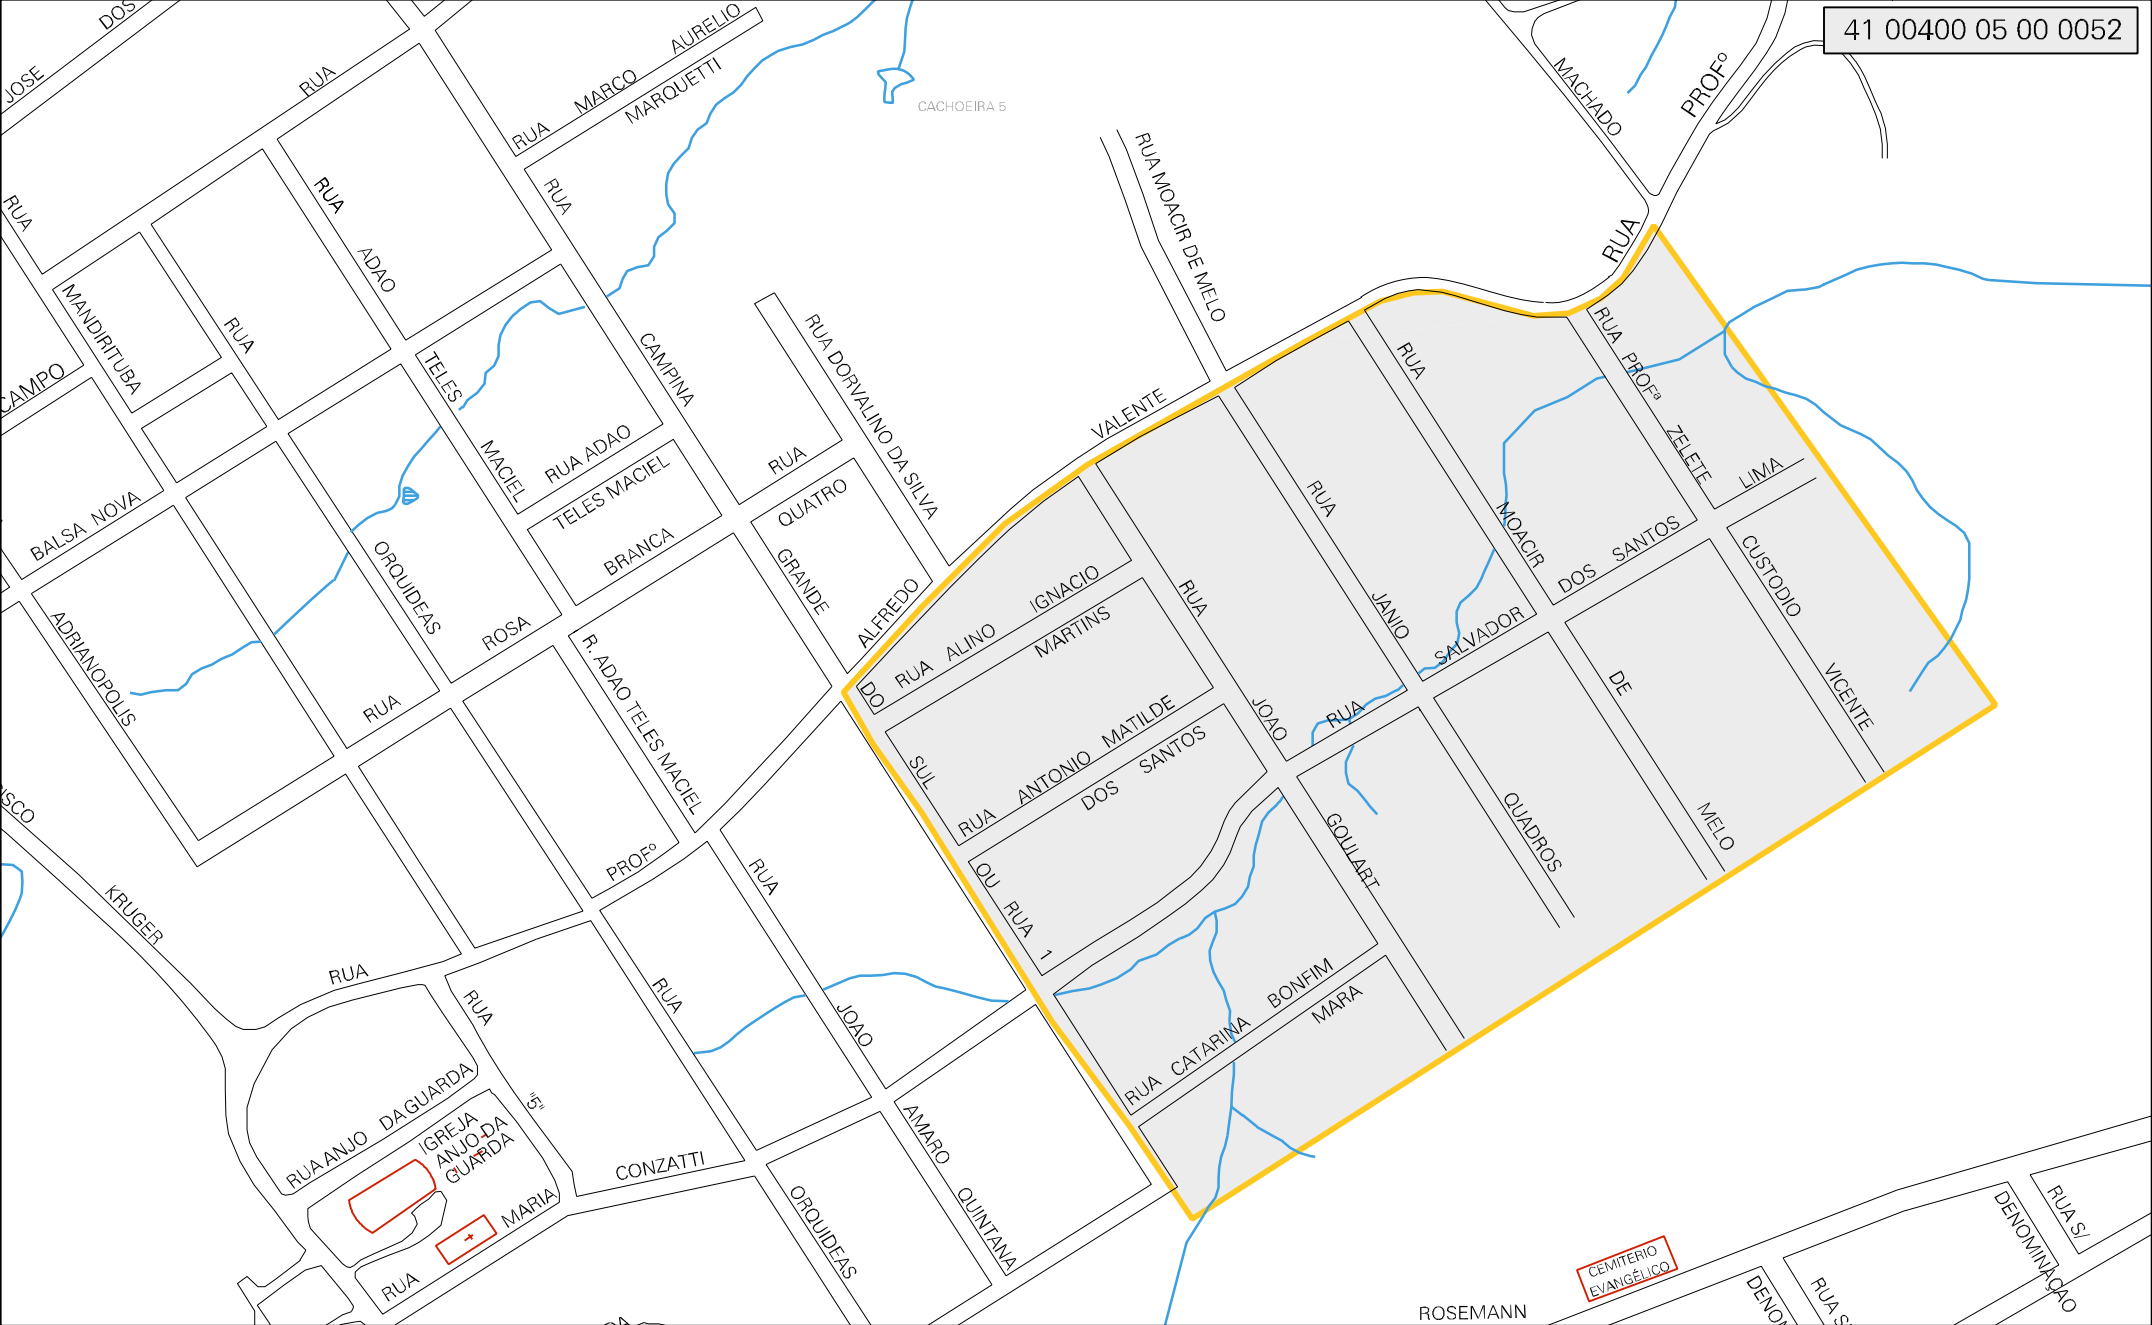 41 00400 05 00 0052
DOS
JOSE
RUA
RUA MARCO AURELIO
MARQUETTI
CACHOEIRA 5
MACHADO
RUA PROFº
RUA MOACIR DE MELO
RUA
MANDIRITUBA
RUA
ADAO
TELES
MACIEL
RUA
CAMPINA
GRANDE
DO
SUL
QU
RUA
1
CAMPO
RUA
ORQUIDEAS
RUA ADAO
TELES MACIEL
RUA DORVALINO DA SILVA
RUA
QUATRO
BALSA NOVA
BRANCA
ROSA
RUA
ADRIANOPOLIS
R. ADAO TELES MACIEL
ALFREDO
VALENTE
RUA ALINO IGNACIO
MARTINS
RUA ANTONIO MATILDE
DOS SANTOS
RUA
JOAO
GOULART
RUA
JANIO
QUADROS
RUA
MOACIR
DE
MELO
RUA PROFª
ZELETE
CUSTODIO
VICENTE
RUA SALVADOR
DOS SANTOS
LIMA
RUA CATARINA BONFIM
MARA
KRUGER
RUA
PROFº
RUA
"5"
RUA
ORQUIDEAS
RUA
JOAO
AMARO
QUINTANA
RUA ANJO DA GUARDA
IGREJA
ANJO DA
GUARDA
RUA MARIA
CONZATTI
CEMITERIO
EVANGÉLICO
ROSEMANN
RUA S/
DENOMINAÇAO
RUA S
DENO